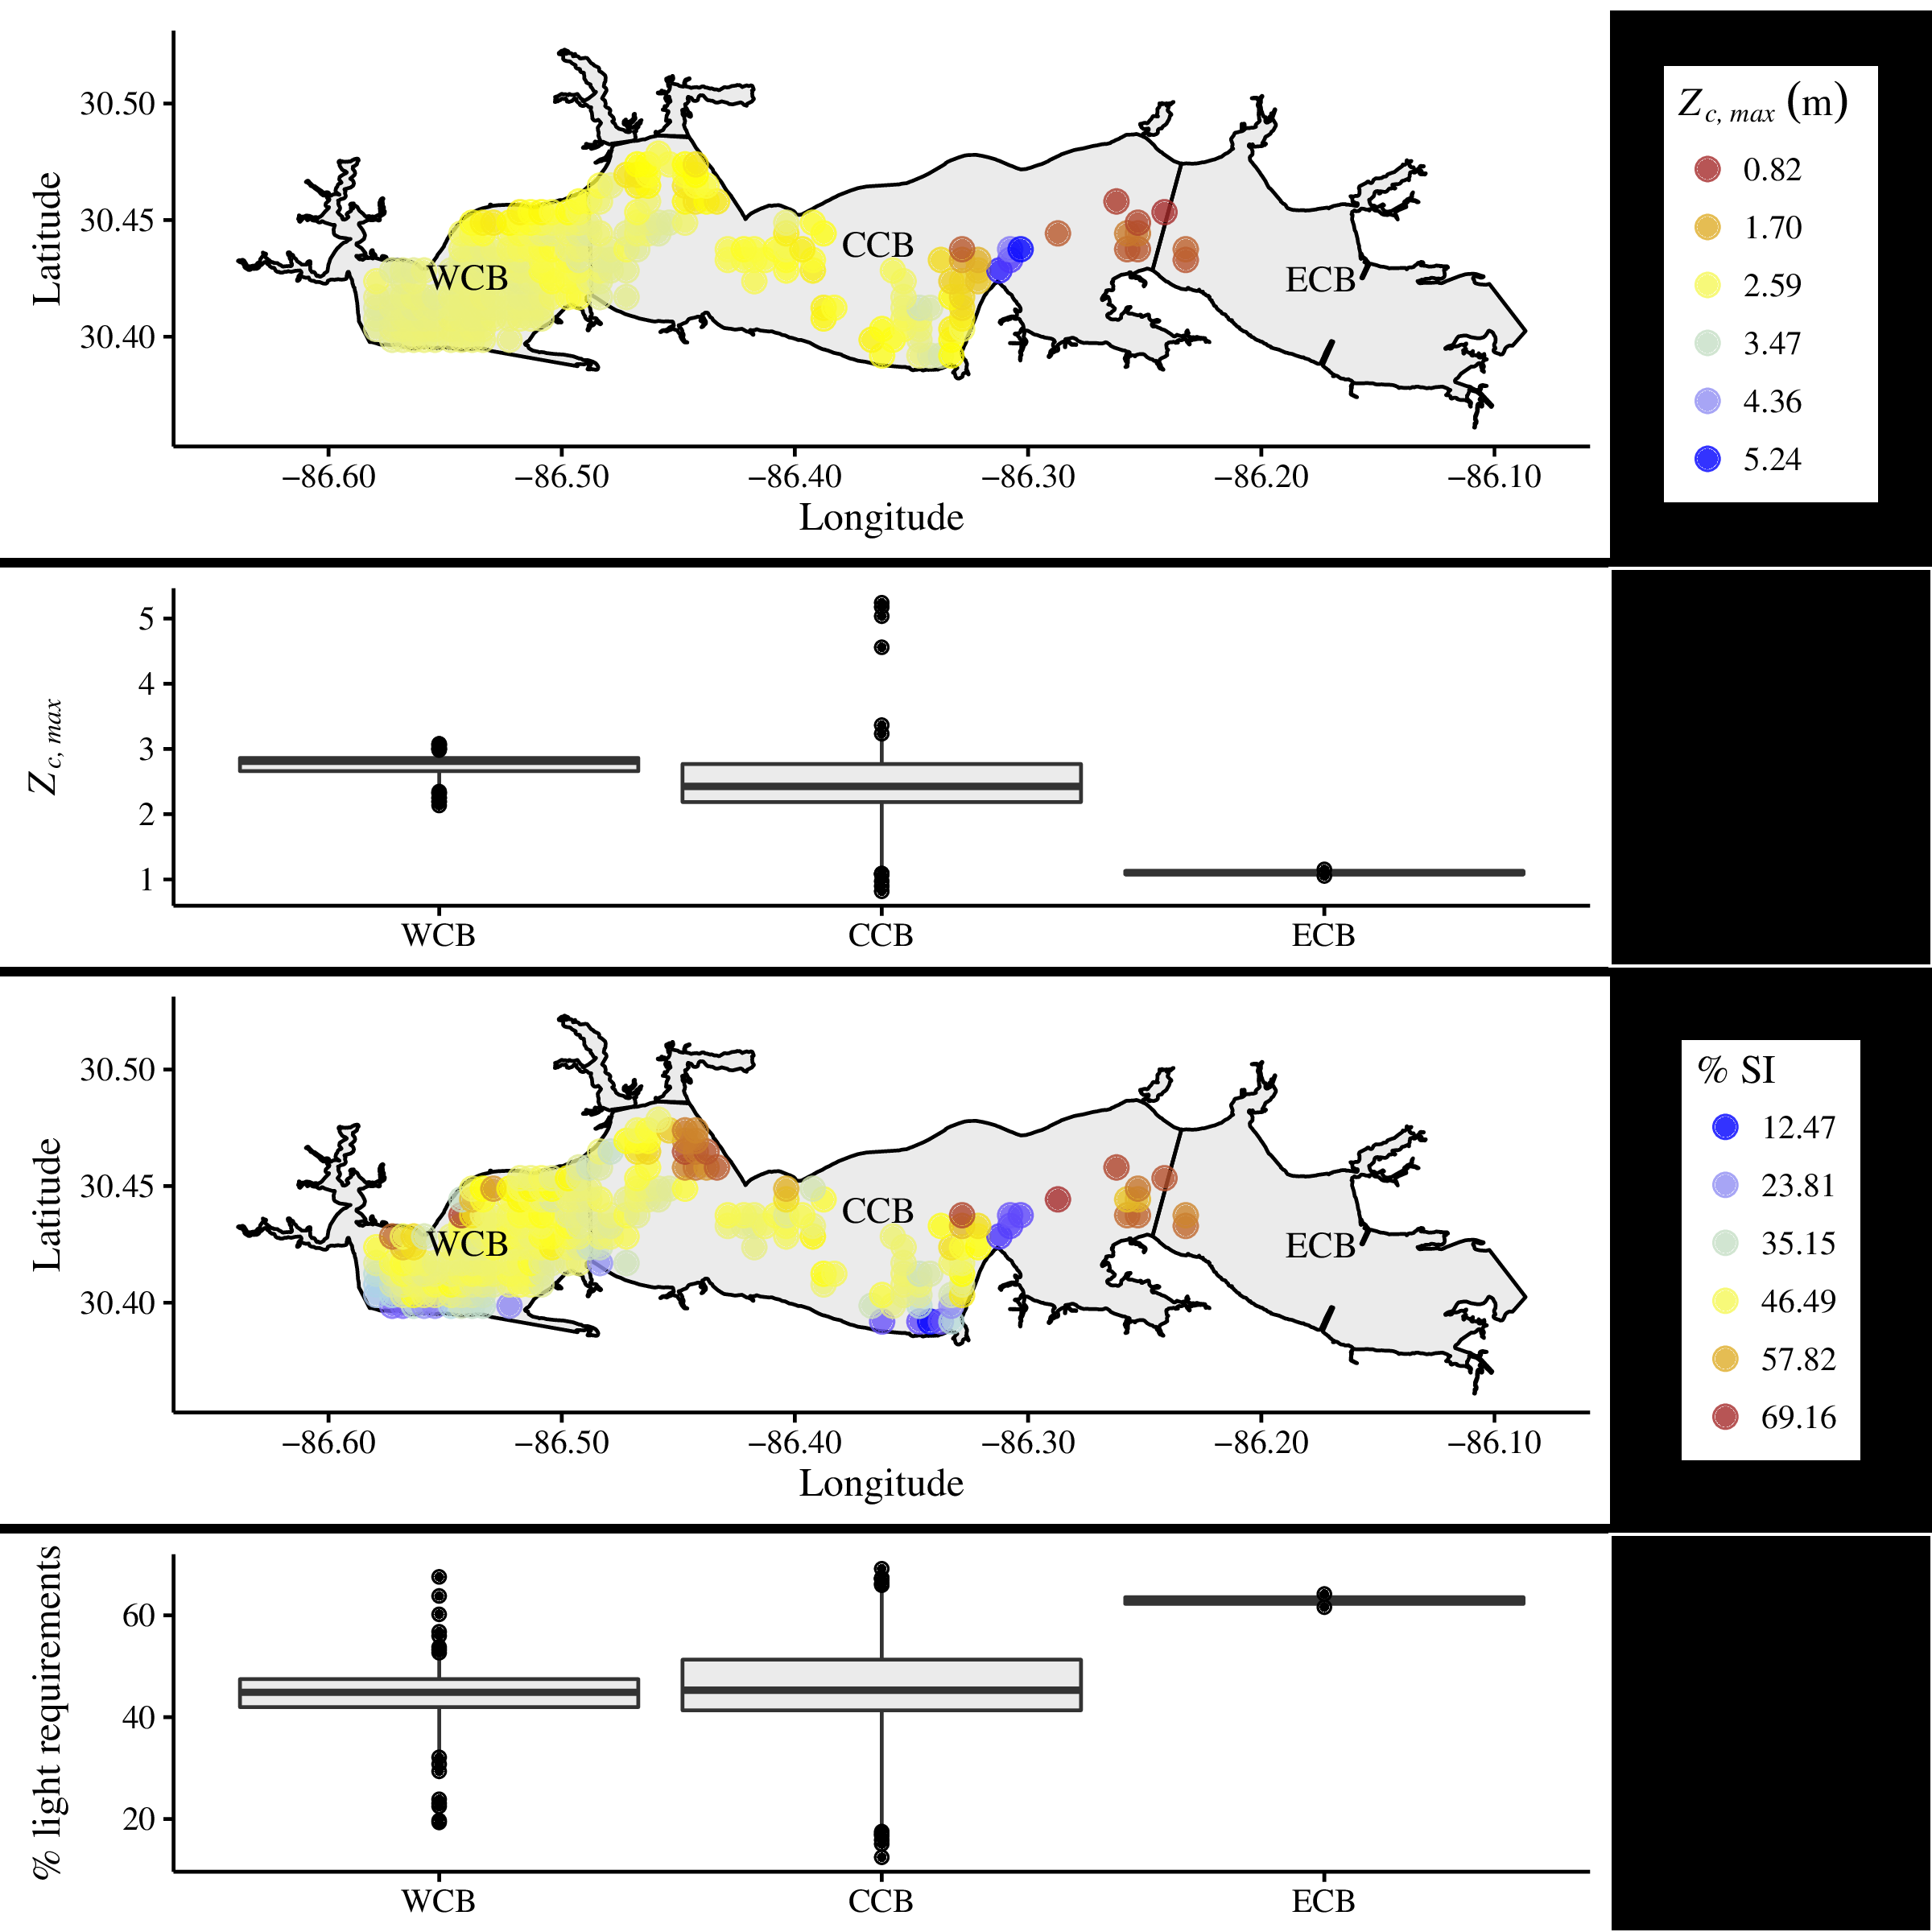 Z c, max (m)
0.82
1.70
2.59
3.47
4.36
5.24
Latitude
30.50
30.45
30.40
WCB
CCB
ECB
−86.60 −86.50 −86.40 −86.30 −86.20 −86.10
Longitude
Z c, max
5
4
3
2
1
WCB CCB ECB
Latitude
30.50
30.45
30.40
WCB
CCB
ECB
−86.60 −86.50 −86.40 −86.30 −86.20 −86.10
Longitude
% SI
12.47
23.81
35.15
46.49
57.82
69.16
% light requirements
60
40
20
WCB CCB ECB